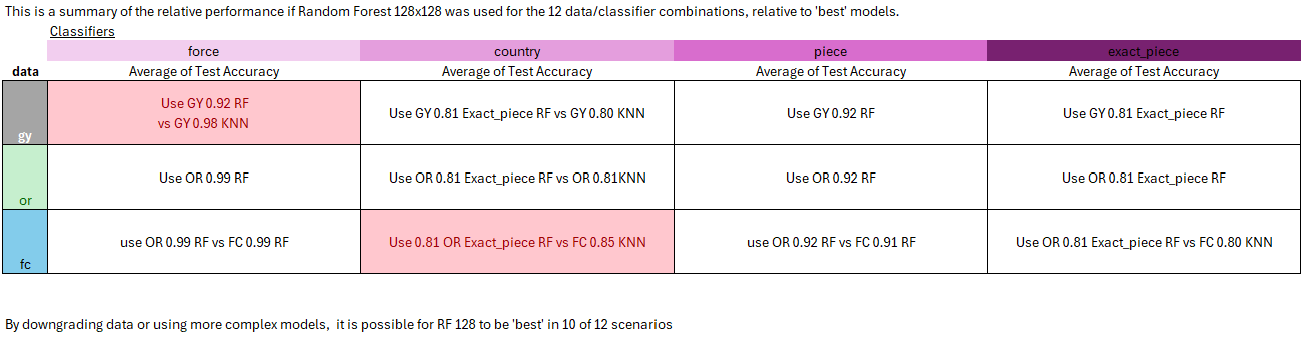 This is a summary of the relative performance if Random Forest 128x128 was used for the 12 data/classifier combinations, relative to 'best' models.
Classifiers
force country piece exact_piece
data Average of Test Accuracy Average of Test Accuracy Average of Test Accuracy Average of Test Accuracy
Use GY 0.92 RF
vs GY 0.98 KNN
Use GY 0.81 Exact_piece RF vs GY 0.80 KNN
Use GY 0.92 RF
Use GY 0.81 Exact_piece RF
gy
Use OR 0.99 RF
Use OR 0.81 Exact_piece RF vs OR 0.81KNN
Use OR 0.92 RF
Use OR 0.81 Exact_piece RF
or
use OR 0.99 RF vs FC 0.99 RF
Use 0.81 OR Exact_piece RF vs FC 0.85 KNN
use OR 0.92 RF vs FC 0.91 RF
Use OR 0.81 Exact_piece RF vs FC 0.80 KNN
fc
By downgrading data or using more complex models,  it is possible for RF 128 to be 'best' in 10 of 12 scenarios